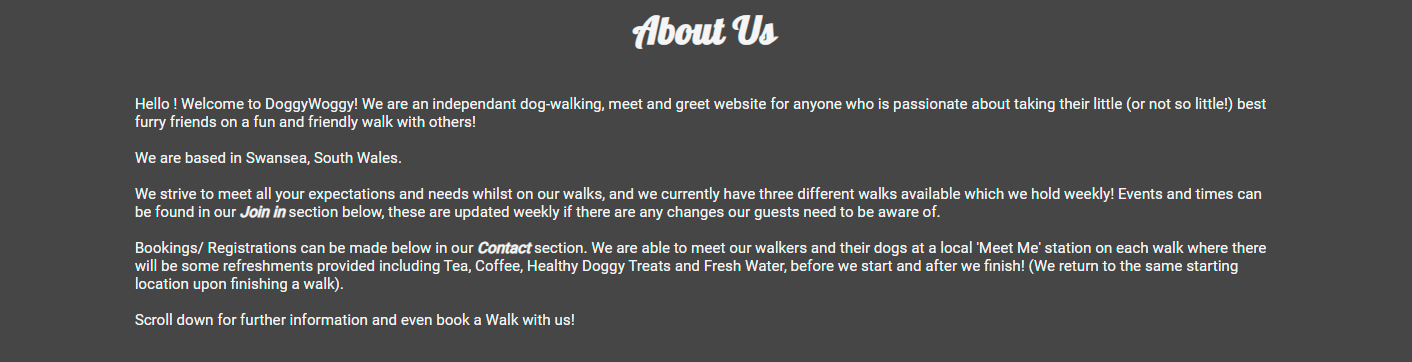 About Us
Hello ! Welcome to DoggyWoggy! We are an independant dog-walking, meet and greet website for anyone who is passionate about taking their little (or not so little!) best
furry friends on a fun and friendly walk with others!
We are based in Swansea, South Wales.
We strive to meet all your expectations and needs whilst on our walks, and we currently have three different walks available which we hold weekly! Events and times can
be found in our Join in section below, these are updated weekly if there are any changes our guests need to be aware of.
Bookings/ Registrations can be made below in our Contact section. We are able to meet our walkers and their dogs at a local 'Meet Me' station on each walk where there
will be some refreshments provided including Tea, Coffee, Healthy Doggy Treats and Fresh Water, before we start and after we finish! (We return to the same starting
location upon finishing a walk).
Scroll down for further information and even book a Walk with us!